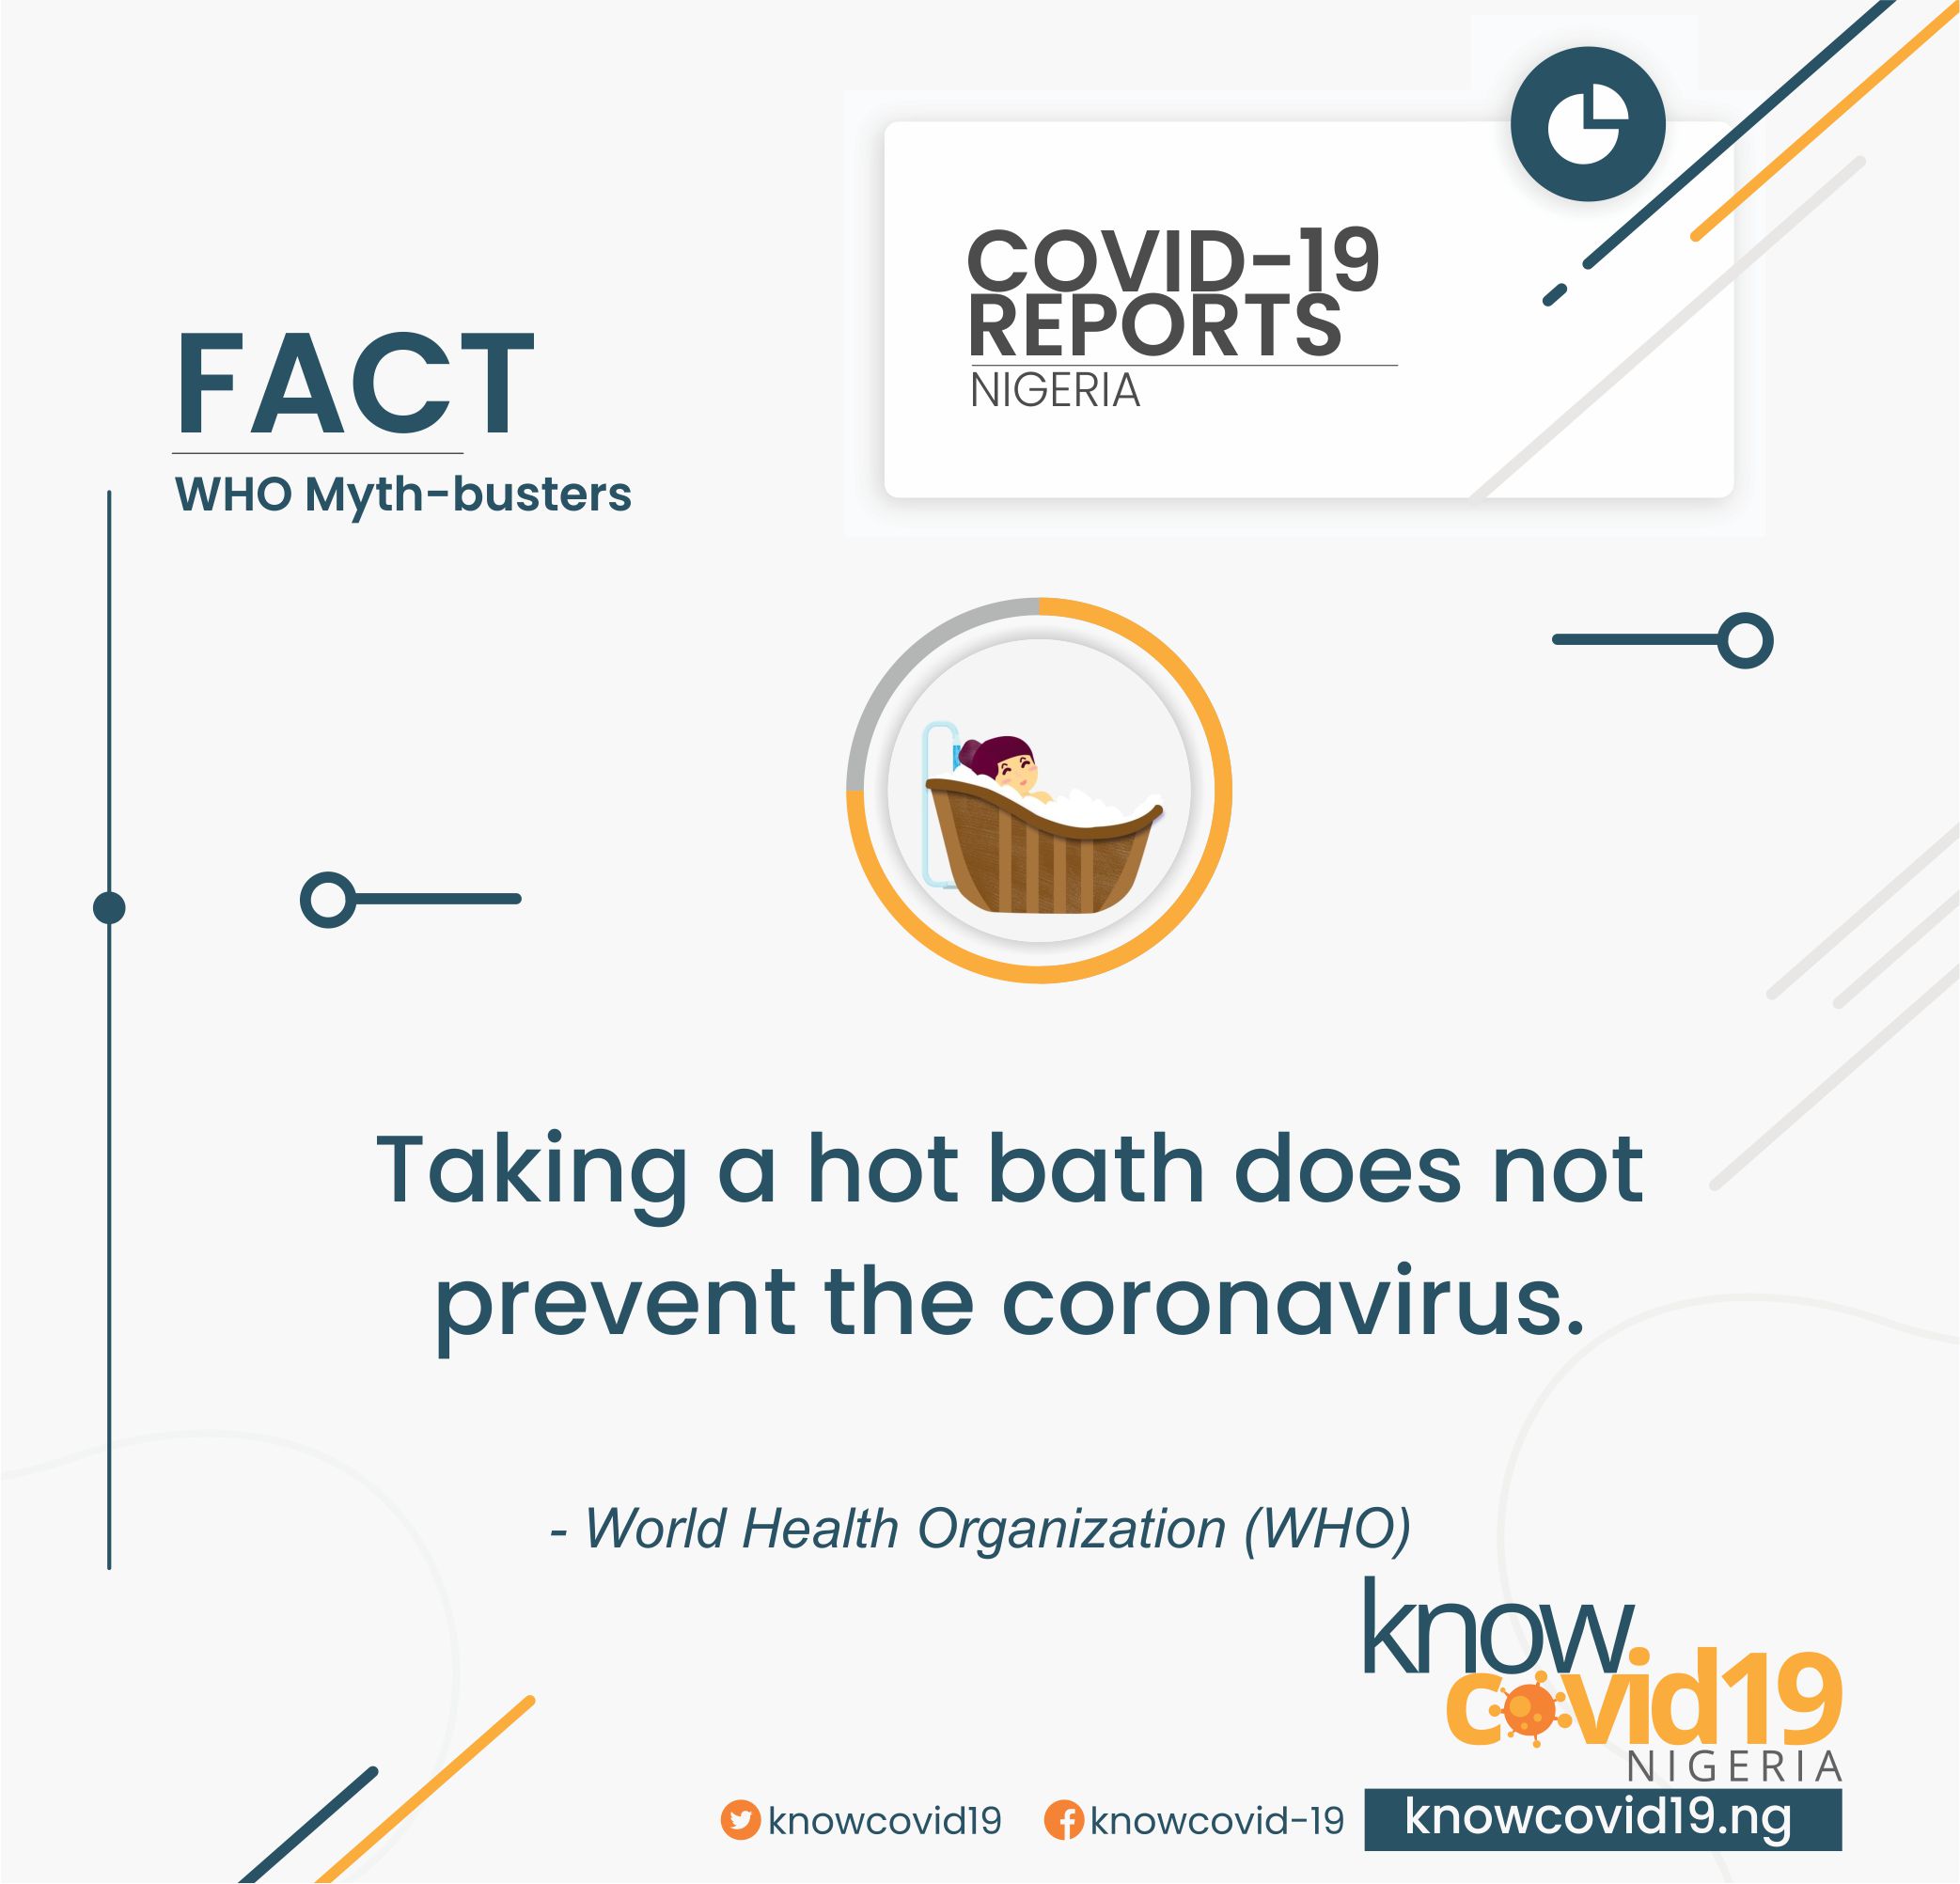 COVID-19
REPORTS
NIGERIA
FACT
WHO Myth-busters
Taking a hot bath does not
prevent the coronavirus.
- World Health Organization (WHO)
know
covid19
NIGERIA
knowcovid19 knowcovid-19 knowcovid19.ng